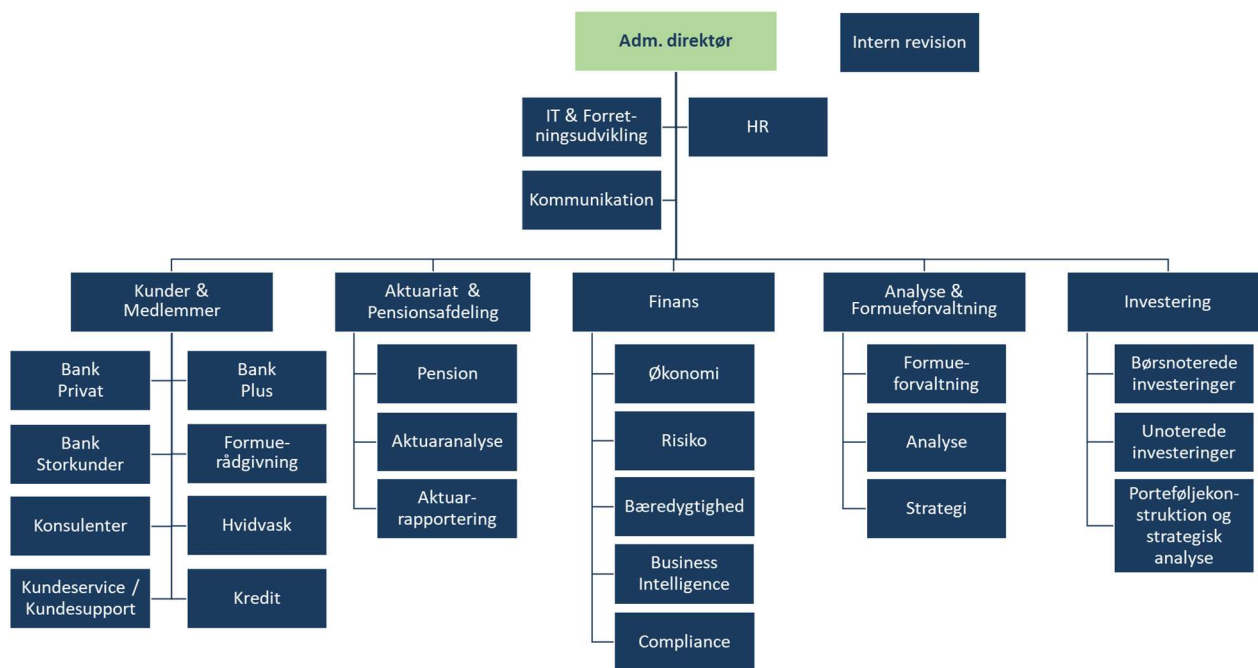 Adm. direktør
Intern revision
IT & Forret-
ningsudvikling
HR
Kommunikation
Kunder &
Medlemmer
Aktuariat & 
Pensionsafdeling
Finans
Analyse &
Formueforvaltning
Investering
Bank
Privat
Bank
Plus
Bank
Storkunder
Formue-
rådgivning
Konsulenter
Hvidvask
Kundeservice /
Kundesupport
Kredit
Pension
Aktuaranalyse
Aktuar-
rapportering
Økonomi
Risiko
Bæredygtighed
Business
Intelligence
Compliance
Formue-
forvaltning
Analyse
Strategi
Børsnoterede
investeringer
Unoterede
investeringer
Porteføljekon-
struktion og
strategisk
analyse